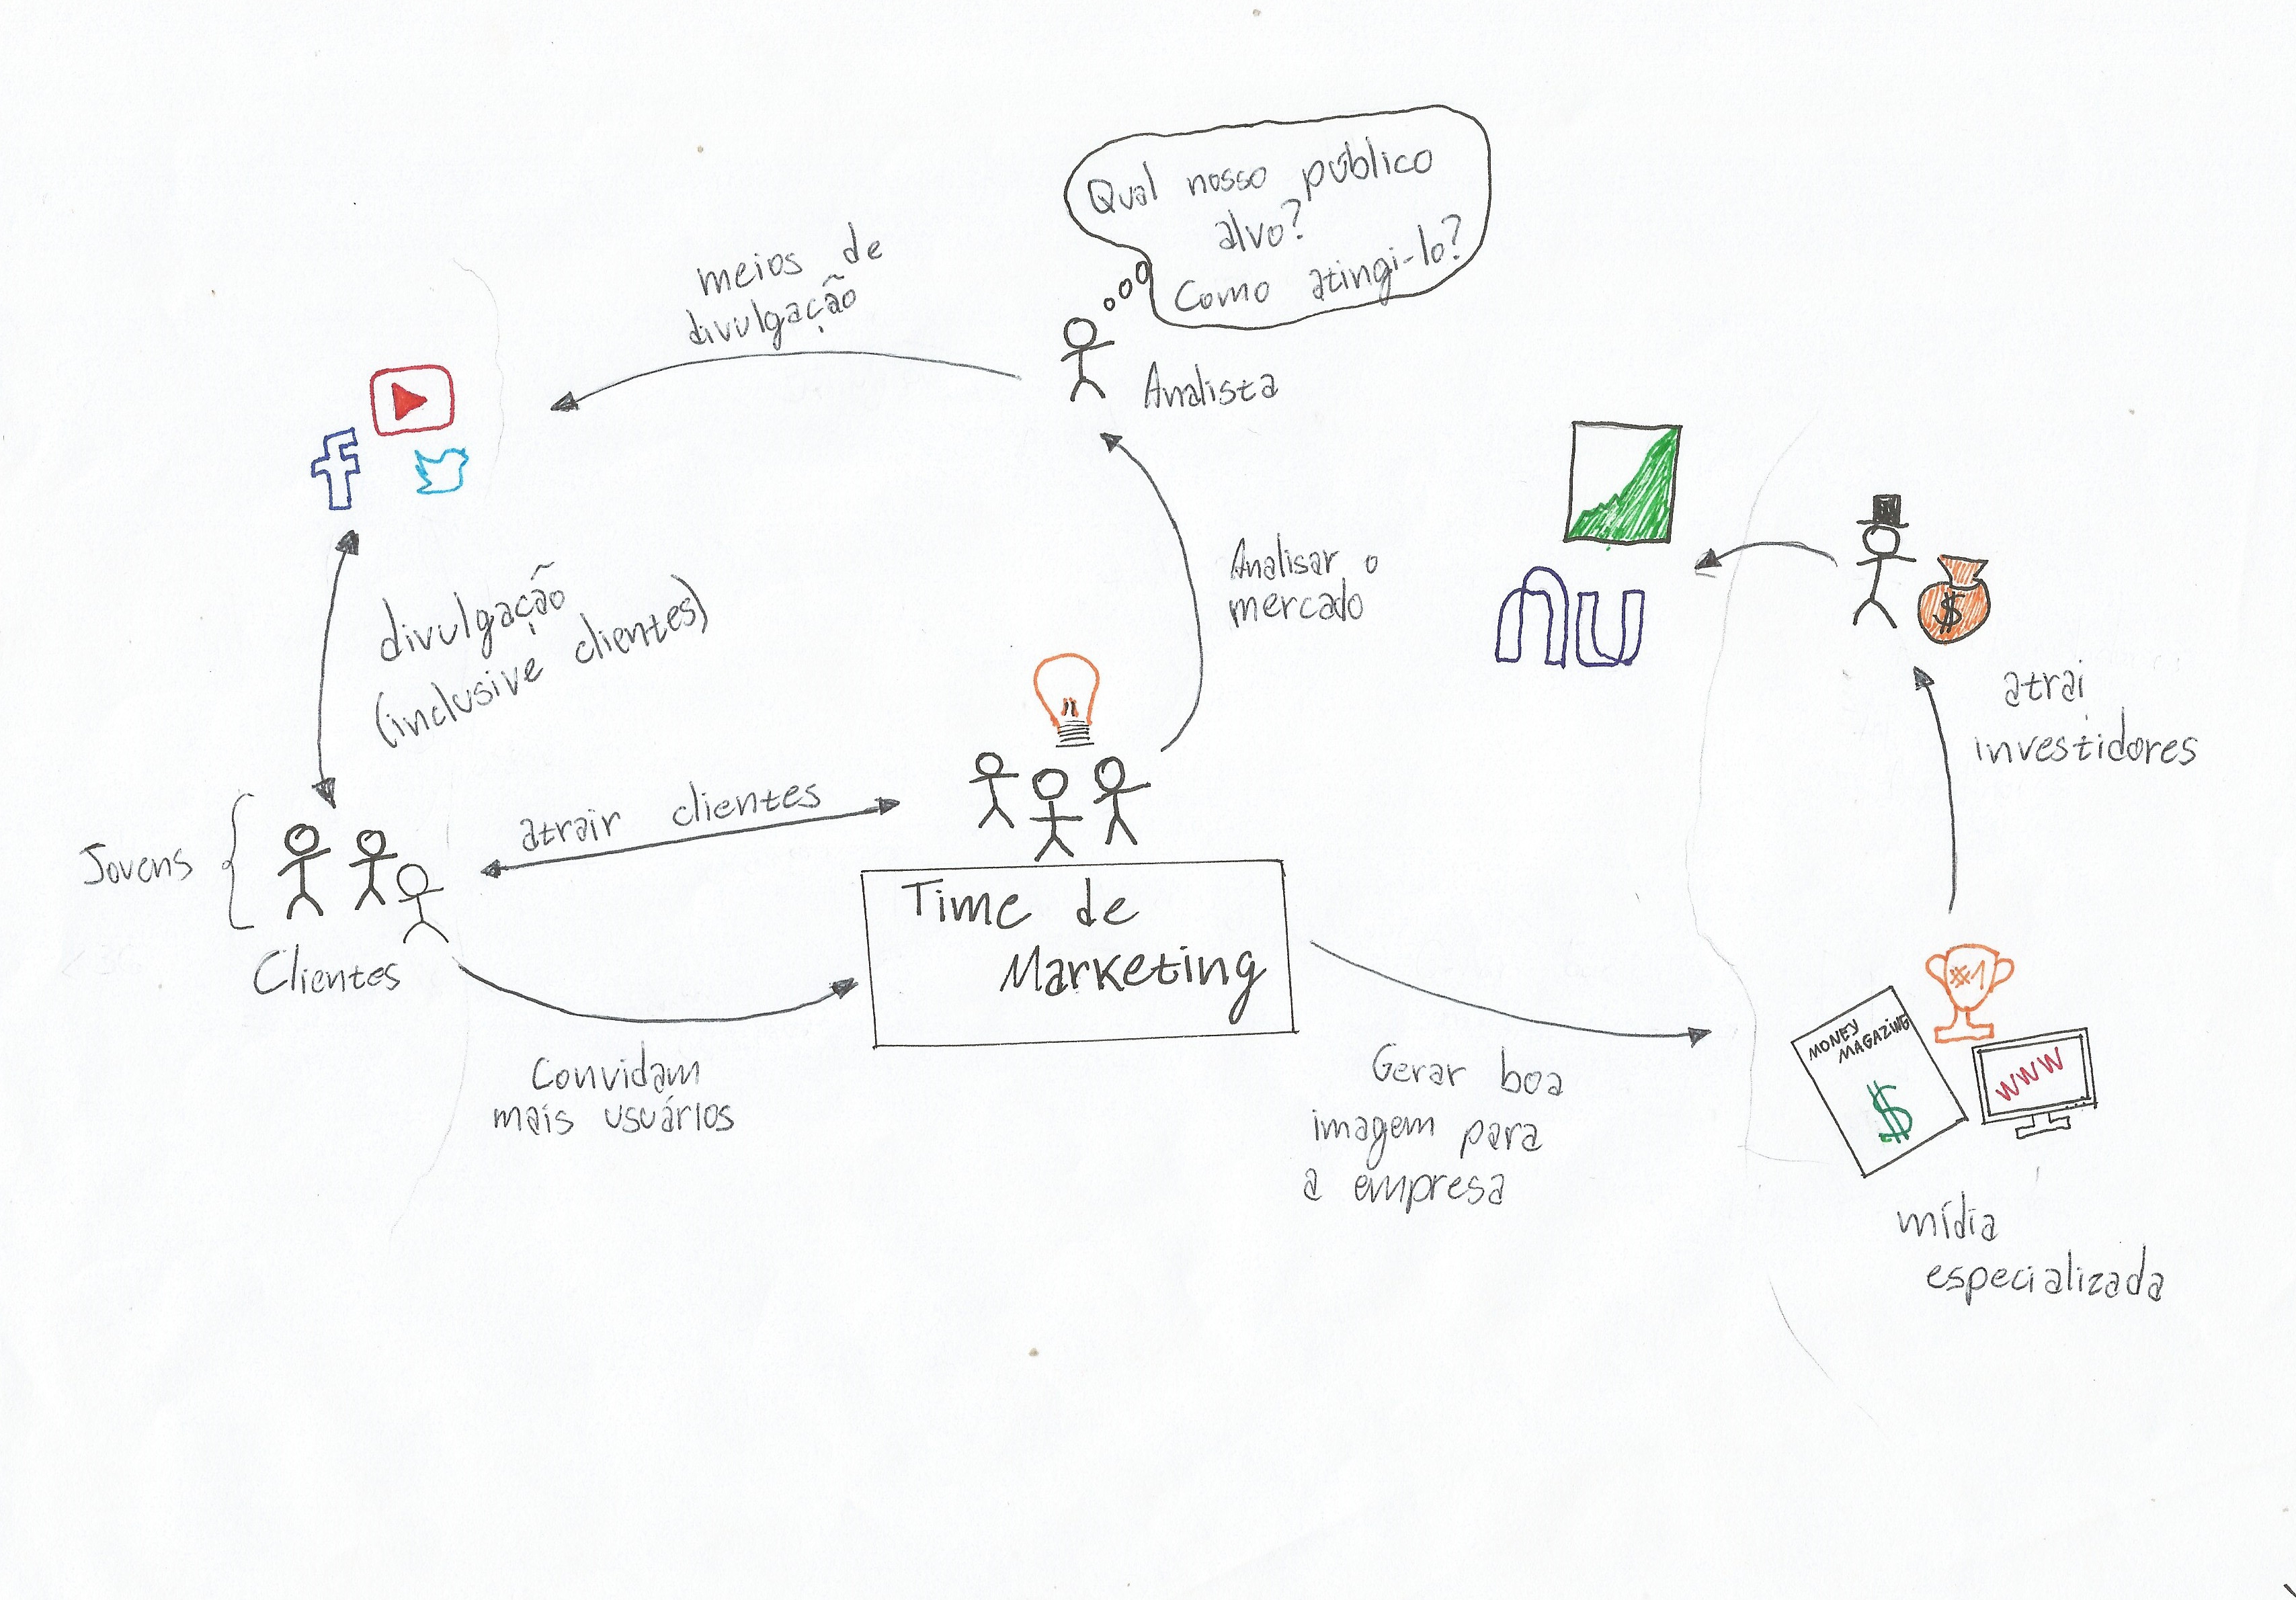 Qual nosso público
alvo?
Como atingi-lo?
meios de
divulgação
Analista
f
divulgação
(inclusive clientes)
Analisar o
mercado
nu
$
atrai
investidores
atrair clientes
Jovens
Clientes
Time de
Marketing
Convidam
mais usuários
Gerar boa
imagem para
a empresa
#1
MONEY
MAGAZINE
$
WWW
mídia
especializada